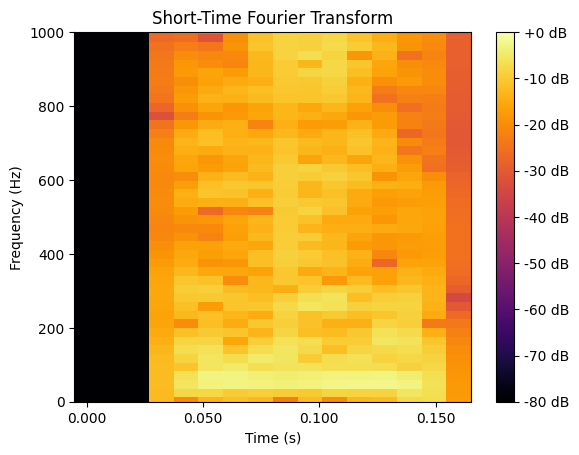 Short-Time Fourier Transform
1000
800
600
400
200
0
Frequency (Hz)
0.000
0.050
0.100
0.150
Time (s)
+0 dB
-10 dB
-20 dB
-30 dB
-40 dB
-50 dB
-60 dB
-70 dB
-80 dB